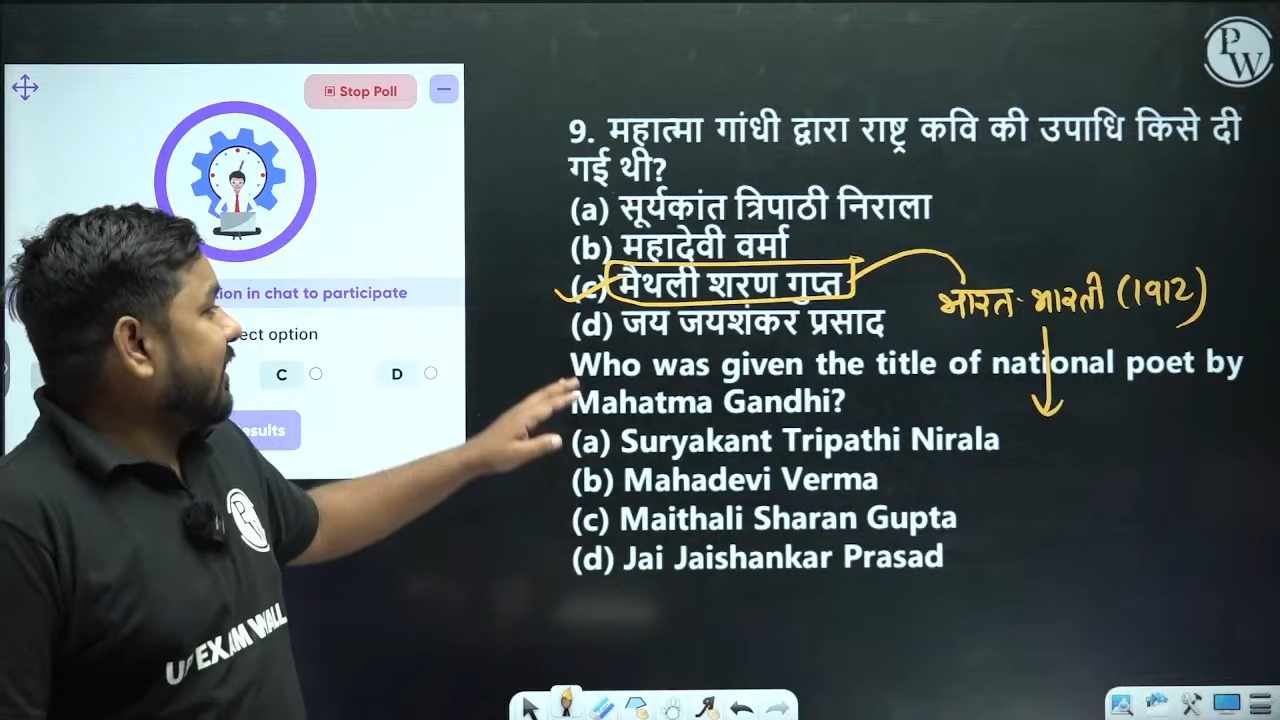 PW
Stop Poll
tion in chat to participate
ect option
C
D
esults
9. महात्मा गांधी द्वारा राष्ट्र कवि की उपाधि किसे दी
गई थी?
(a) सूर्यकांत त्रिपाठी निराला
(b) महादेवी वर्मा
(c) मैथली शरण गुप्त
भारत-भारती (1912)
(d) जय जयशंकर प्रसाद
Who was given the title of national poet by
Mahatma Gandhi?
(a) Suryakant Tripathi Nirala
(b) Mahadevi Verma
(c) Maithali Sharan Gupta
(d) Jai Jaishankar Prasad
EXAM WALL